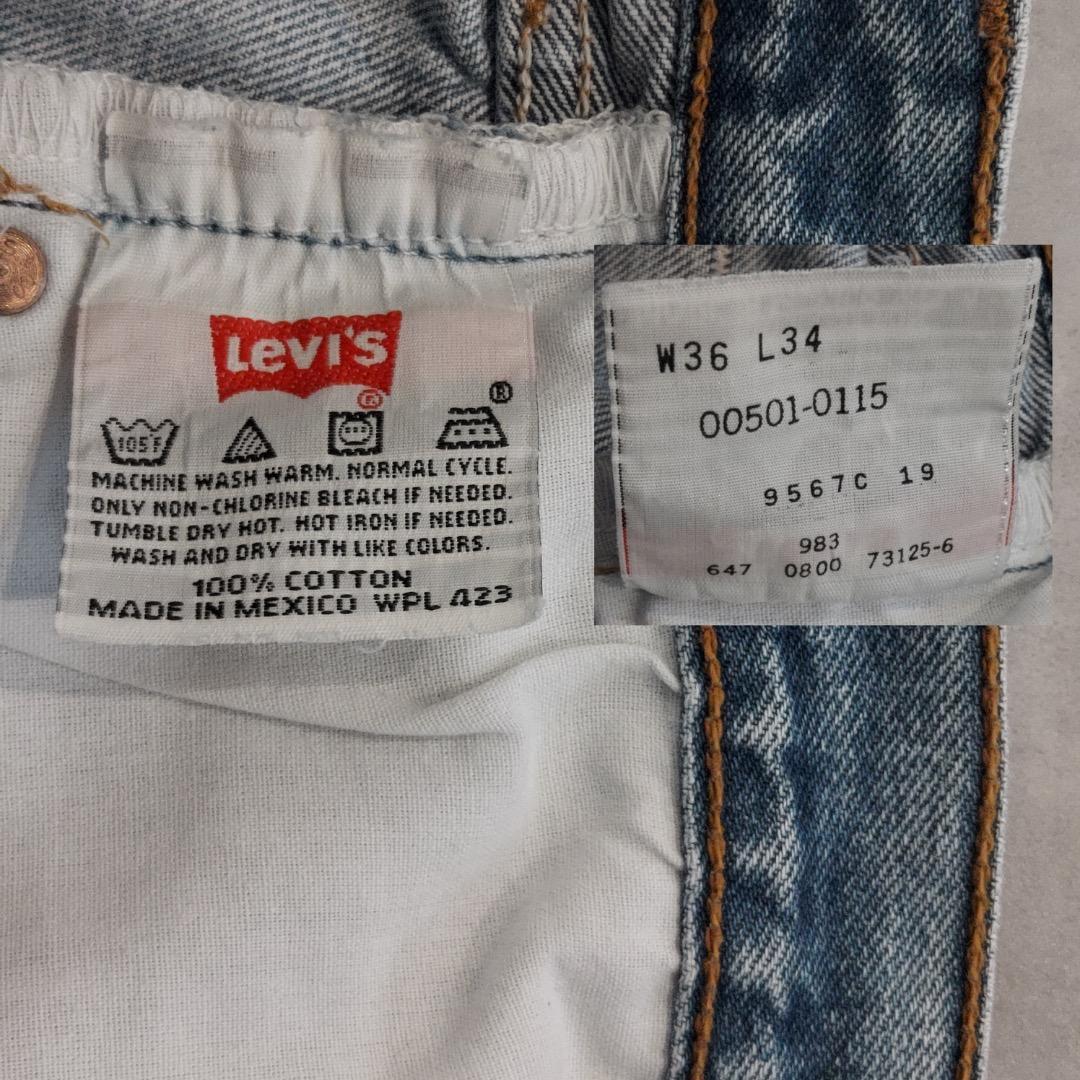 Levi's
®
®
105°F
MACHINE WASH WARM. NORMAL CYCLE.
ONLY NON-CHLORINE BLEACH IF NEEDED.
TUMBLE DRY HOT. HOT IRON IF NEEDED.
WASH AND DRY WITH LIKE COLORS.
100% COTTON
MADE IN MEXICO WPL 423
W36 L34
00501-0115
9567C 19
983
647 0800 73125-6